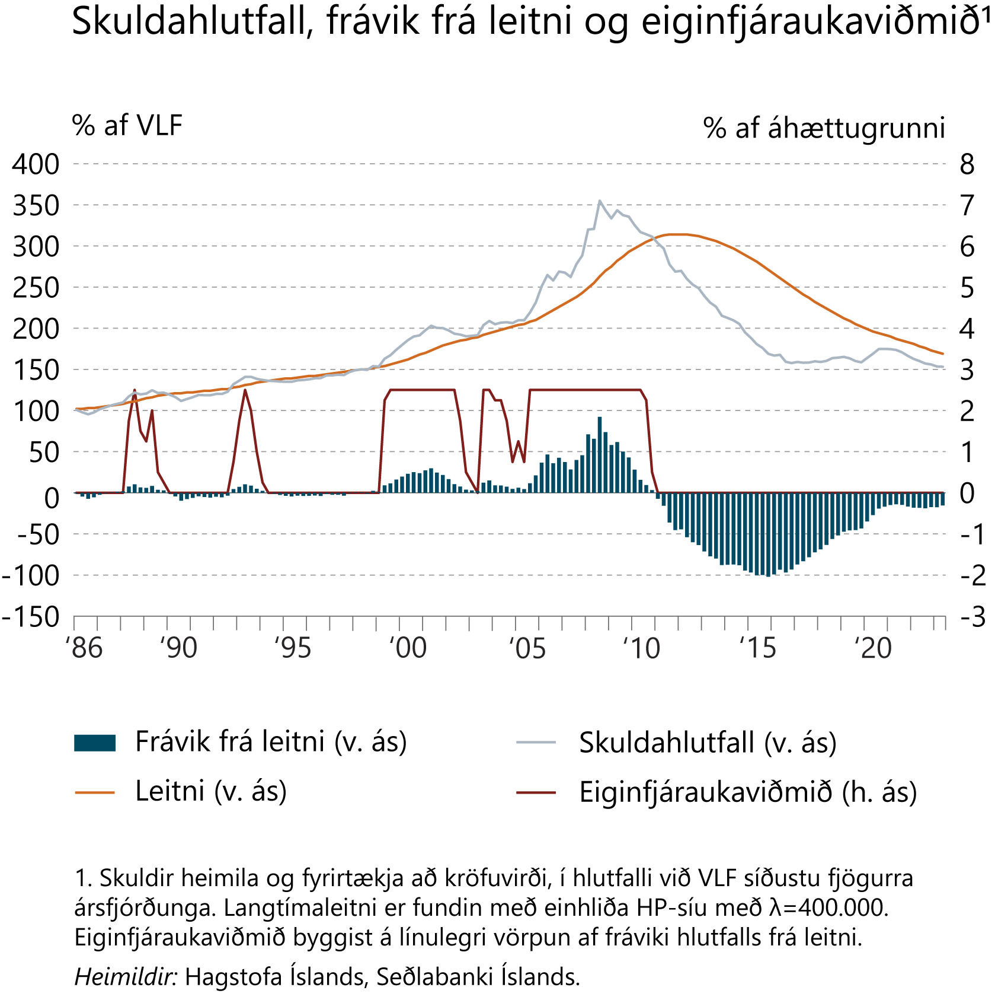 Skuldahlutfall, frávik frá leitni og eiginfjáraukaviðmið¹
% af VLF
% af áhættugrunni
400
350
300
250
200
150
100
50
0
-50
-100
-150
8
7
6
5
4
3
2
1
0
-1
-2
-3
‘86 ‘90 ‘95 ‘00 ‘05 ‘10 ‘15 ‘20
Frávik frá leitni (v. ás)
Skuldahlutfall (v. ás)
Leitni (v. ás)
Eiginfjáraukaviðmið (h. ás)
1. Skuldir heimila og fyrirtækja að kröfuvirði, í hlutfalli við VLF síðustu fjögurra
ársfjórðunga. Langtímaleitni er fundin með einhliða HP-síu með λ=400.000.
Eiginfjáraukaviðmið byggist á línulegri vörpun af fráviki hlutfalls frá leitni.
Heimildir: Hagstofa Íslands, Seðlabanki Íslands.